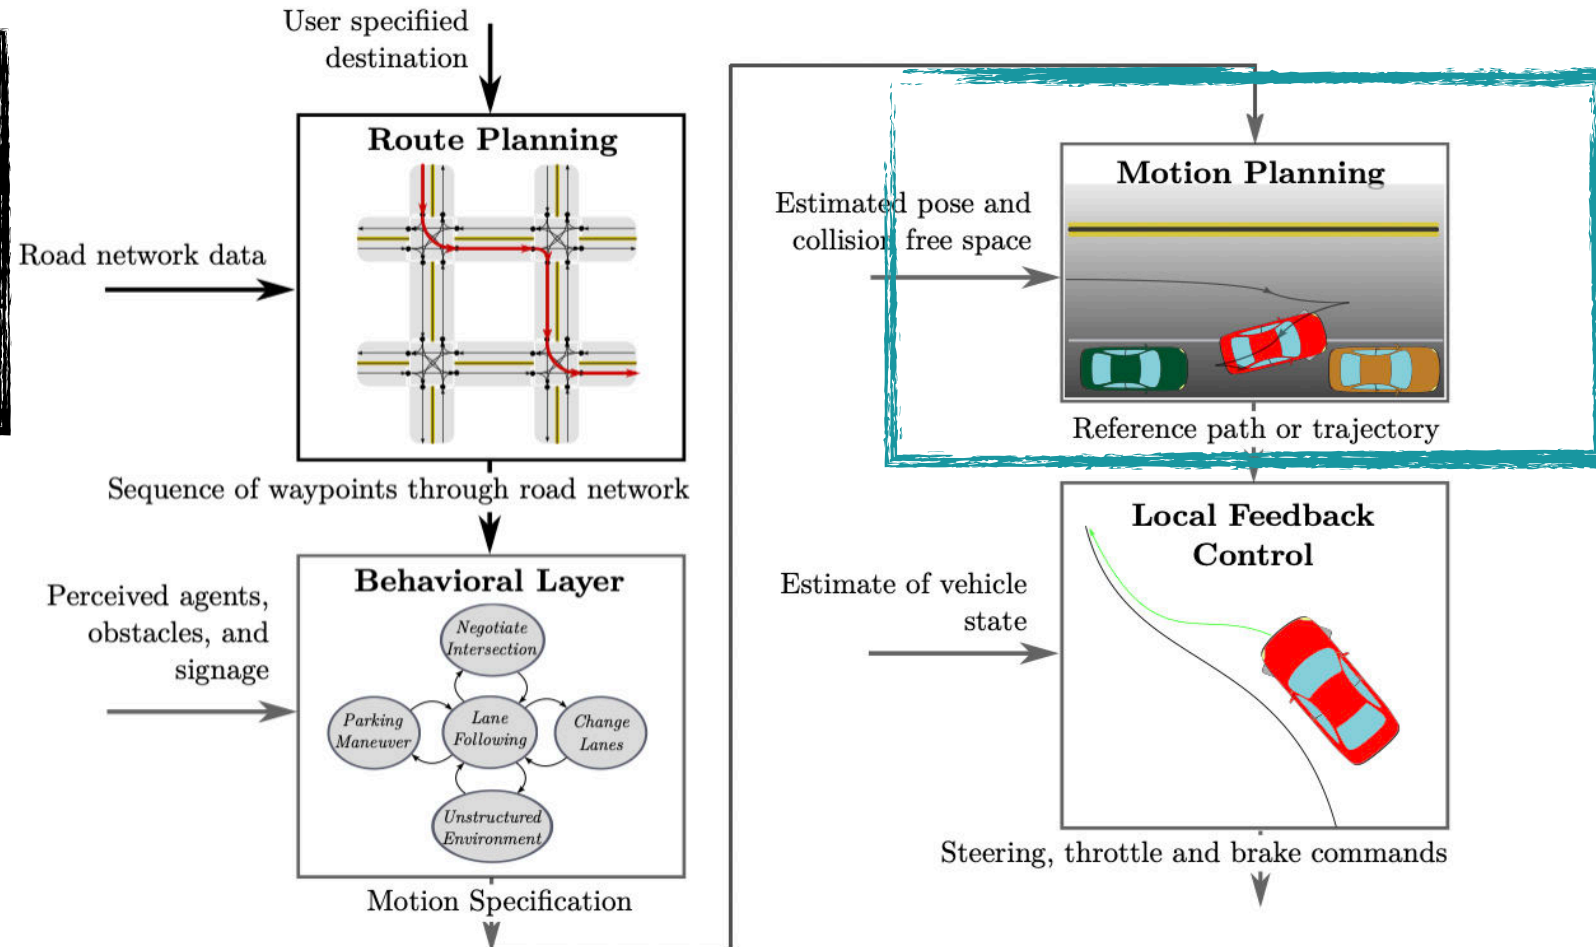 User specifiied
destination
Route Planning
Road network data
Sequence of waypoints through road network
Behavioral Layer
Perceived agents,
obstacles, and
signage
Negotiate
Intersection
Parking
Maneuver
Lane
Following
Change
Lanes
Unstructured
Environment
Motion Specification
Motion Planning
Estimated pose and
collision free space
Reference path or trajectory
Local Feedback
Control
Estimate of vehicle
state
Steering, throttle and brake commands